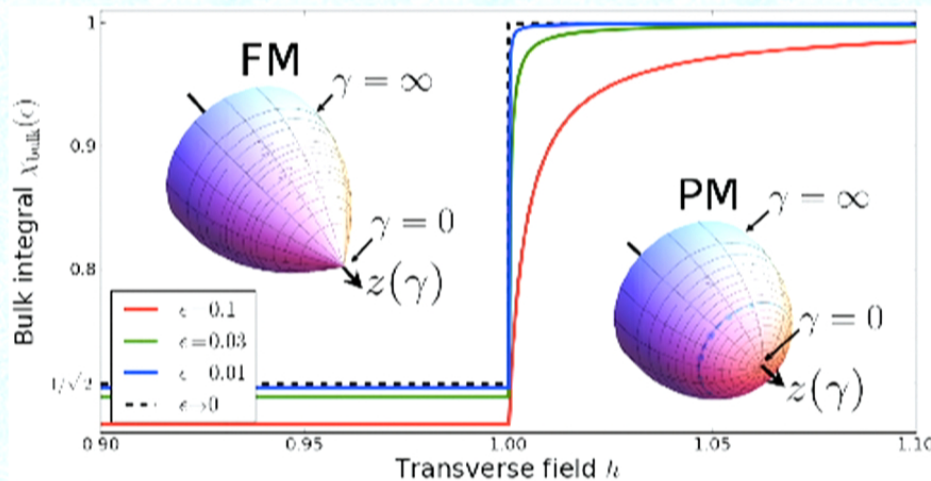 Bulk integral χ_bulk(ϵ)
1
0.9
0.8
1/√2
FM
γ = ∞
γ = 0
z(γ)
PM
γ = ∞
γ = 0
z(γ)
ϵ 0.1
ϵ=0.03
ϵ 0.01
ϵ→0
0.90 0.95 1.00 1.05 1.10
Transverse field h